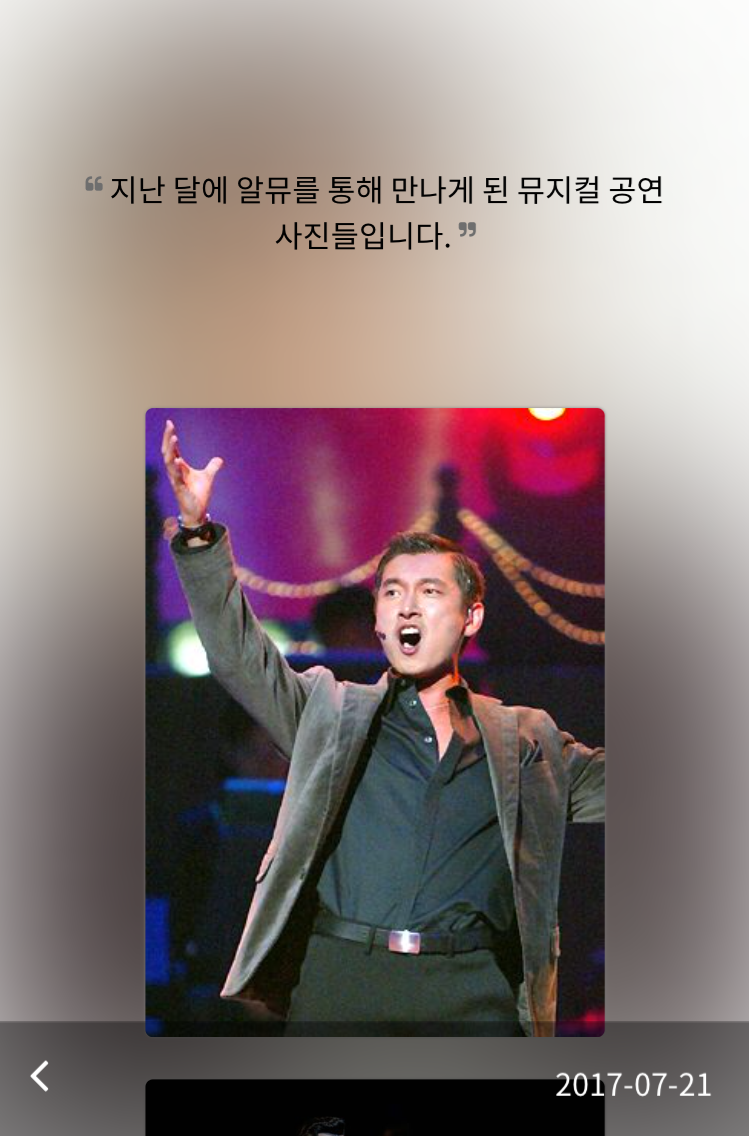 “ 지난 달에 알뮤를 통해 만나게 된 뮤지컬 공연
사진들입니다. ”
2017-07-21